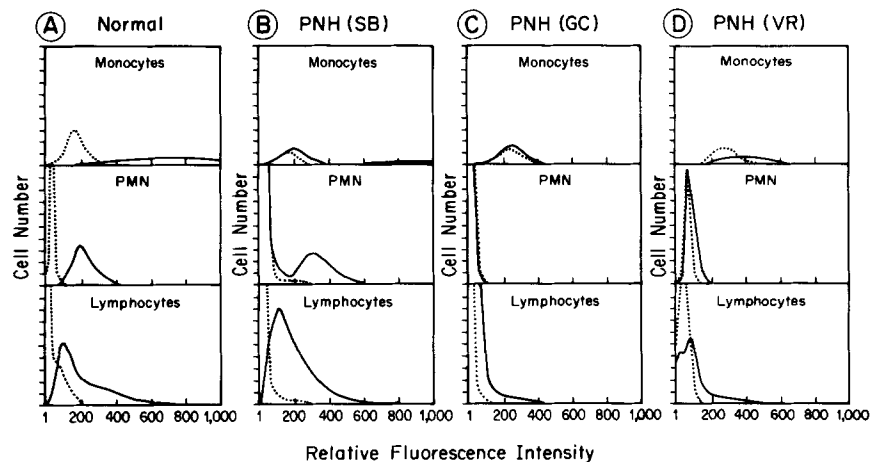 A Normal
B PNH (SB)
C PNH (GC)
D PNH (VR)
Monocytes
Monocytes
Monocytes
Monocytes
PMN
PMN
PMN
PMN
Lymphocytes
Lymphocytes
Lymphocytes
Lymphocytes
Cell Number
Cell Number
Cell Number
Cell Number
1 200 400 600 800 1,000
1 200 400 600 800 1,000
1 200 400 600 800 1,000
1 200 400 600 800 1,000
Relative Fluorescence Intensity